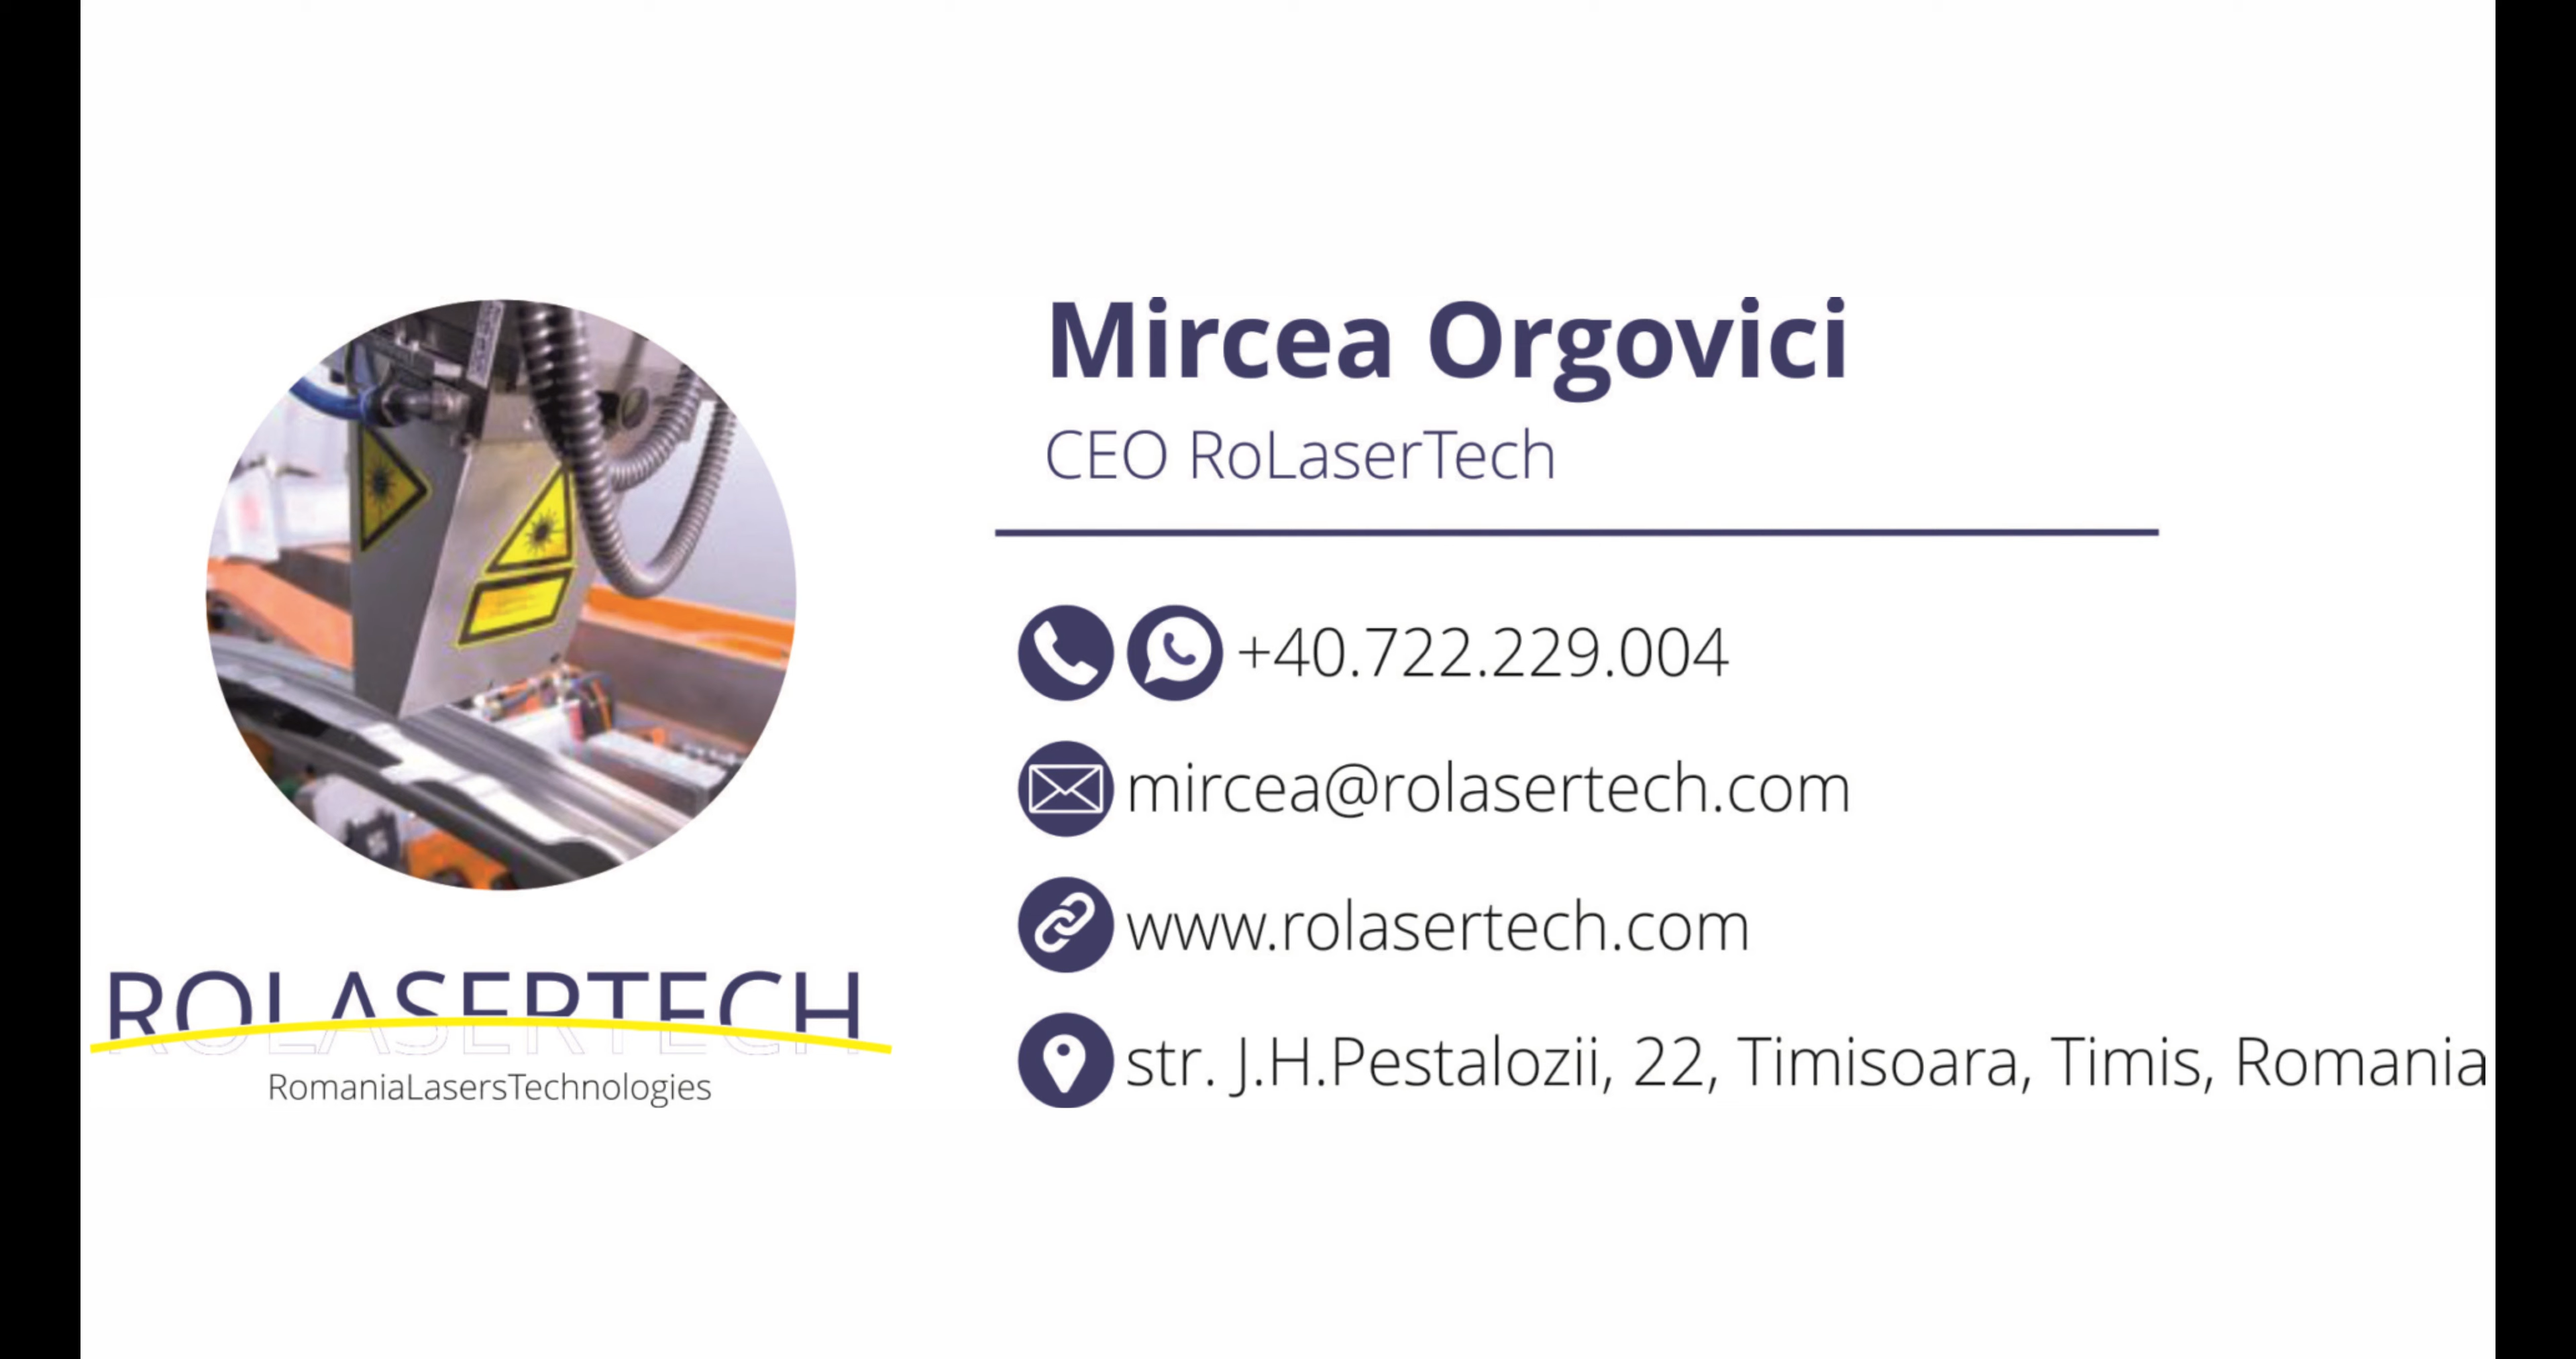 Mircea Orgovici
CEO RoLaserTech
+40.722.229.004
mircea@rolasertech.com
www.rolasertech.com
str. J.H.Pestalozii, 22, Timisoara, Timis, Romania
ROLASERTECH
RomaniaLasersTechnologies